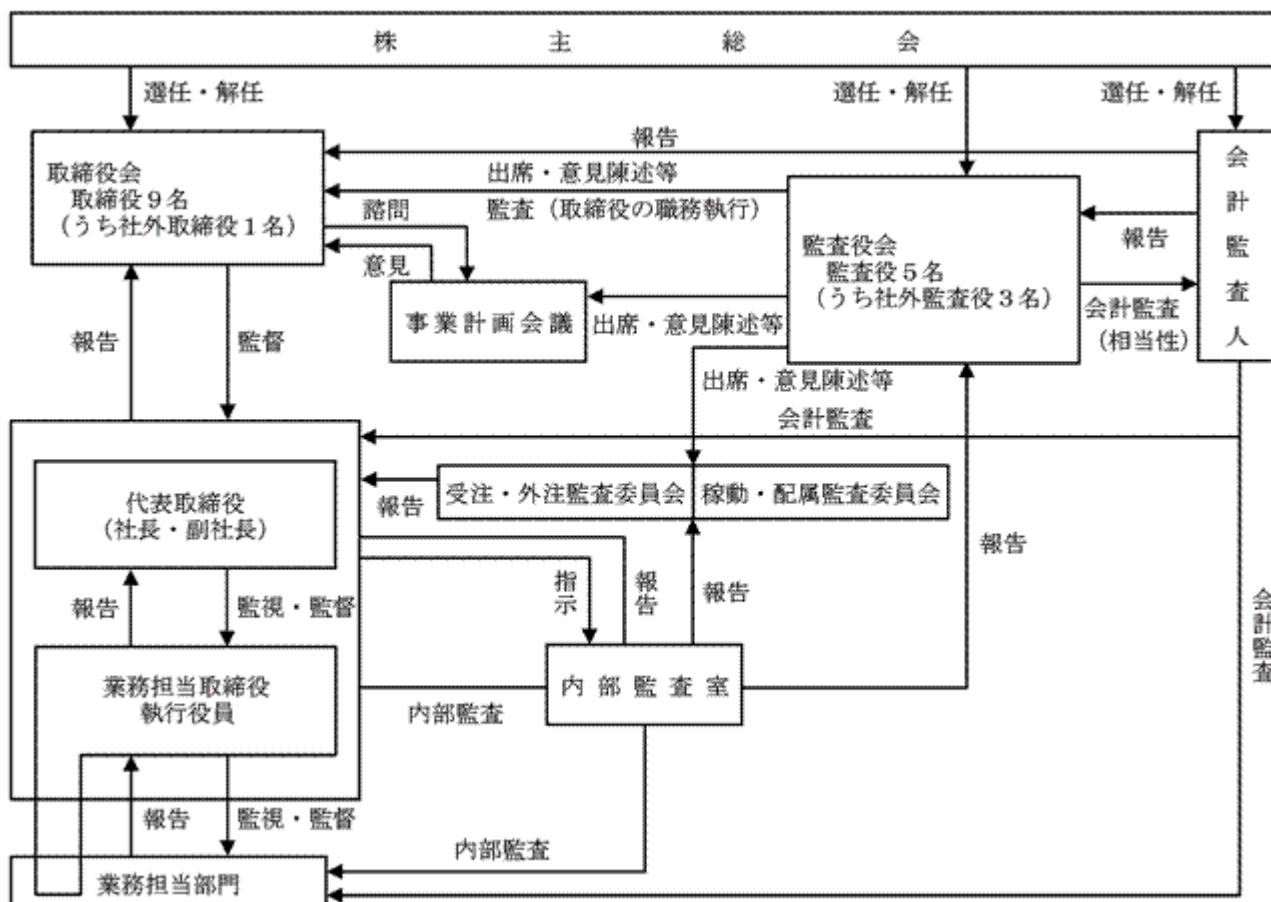 株主総会
選任・解任
選任・解任
選任・解任
取締役会
取締役9名
(うち社外取締役1名)
報告
出席・意見陳述等
監査(取締役の職務執行)
諮問
意見
事業計画会議
監査役会
監査役5名
(うち社外監査役3名)
報告
会計監査
(相当性)
会計監査人
出席・意見陳述等
出席・意見陳述等
報告
監督
会計監査
代表取締役
(社長・副社長)
報告
受注・外注監査委員会
稼動・配属監査委員会
報告
監視・監督
指示
報告
報告
報告
会計監査
業務担当取締役
執行役員
内部監査
内部監査室
報告
監視・監督
内部監査
業務担当部門